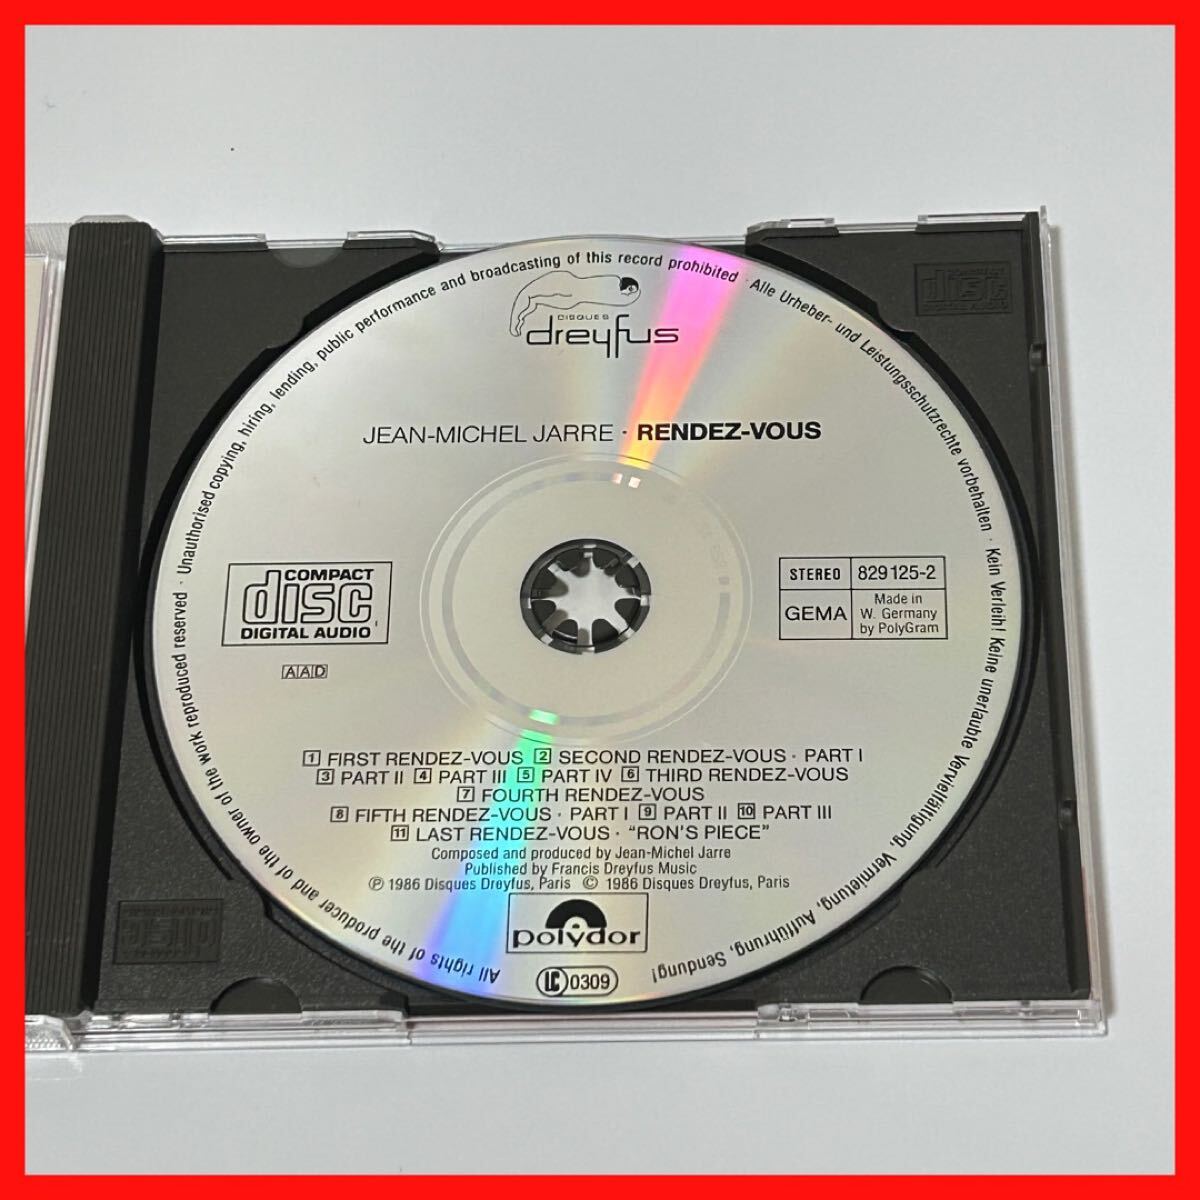 DISQUES
dreyfus
JEAN-MICHEL JARRE · RENDEZ-VOUS
COMPACT
disc
DIGITAL AUDIO
AAD
STEREO 829 125-2
GEMA Made in
W. Germany
by PolyGram
1 FIRST RENDEZ-VOUS 2 SECOND RENDEZ-VOUS · PART I
3 PART II 4 PART III 5 PART IV 6 THIRD RENDEZ-VOUS
7 FOURTH RENDEZ-VOUS
8 FIFTH RENDEZ-VOUS · PART I 9 PART II 10 PART III
11 LAST RENDEZ-VOUS · “RON'S PIECE”
Composed and produced by Jean-Michel Jarre
Published by Francis Dreyfus Music
℗ 1986 Disques Dreyfus, Paris © 1986 Disques Dreyfus, Paris
polydor
LC 0309
All rights of the producer and of the owner of the work reproduced reserved · Unauthorised copying, hiring, lending, public performance and broadcasting of this record prohibited · Alle Urheber- und Leistungsschutzrechte vorbehalten · Kein Verleih! Keine unerlaubte Vervielfältigung, Vermietung, Aufführung, Sendung!
COMPACT
disc
DIGITAL AUDIO